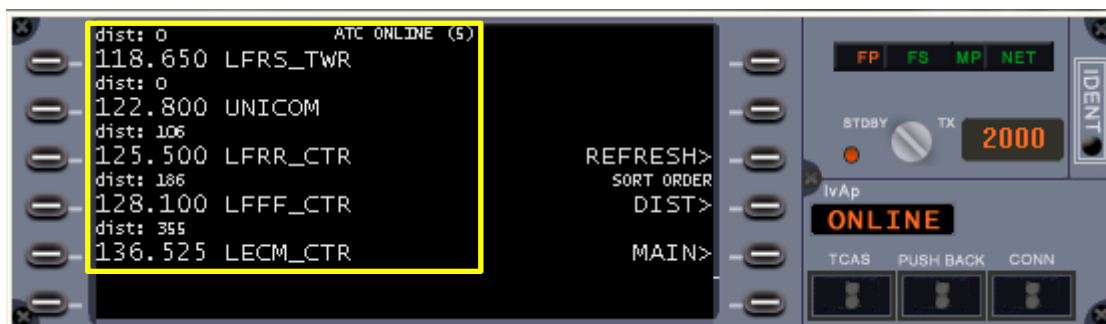 dist: 0 ATC ONLINE (5)
118.650 LFRS_TWR
dist: 0
122.800 UNICOM
dist: 106
125.500 LFRR_CTR REFRESH>
dist: 186 SORT ORDER
128.100 LFFF_CTR DIST>
dist: 355
136.525 LECM_CTR MAIN>
FP FS MP NET
IDENT
STDBY TX 2000
IvAp
ONLINE
TCAS PUSH BACK CONN